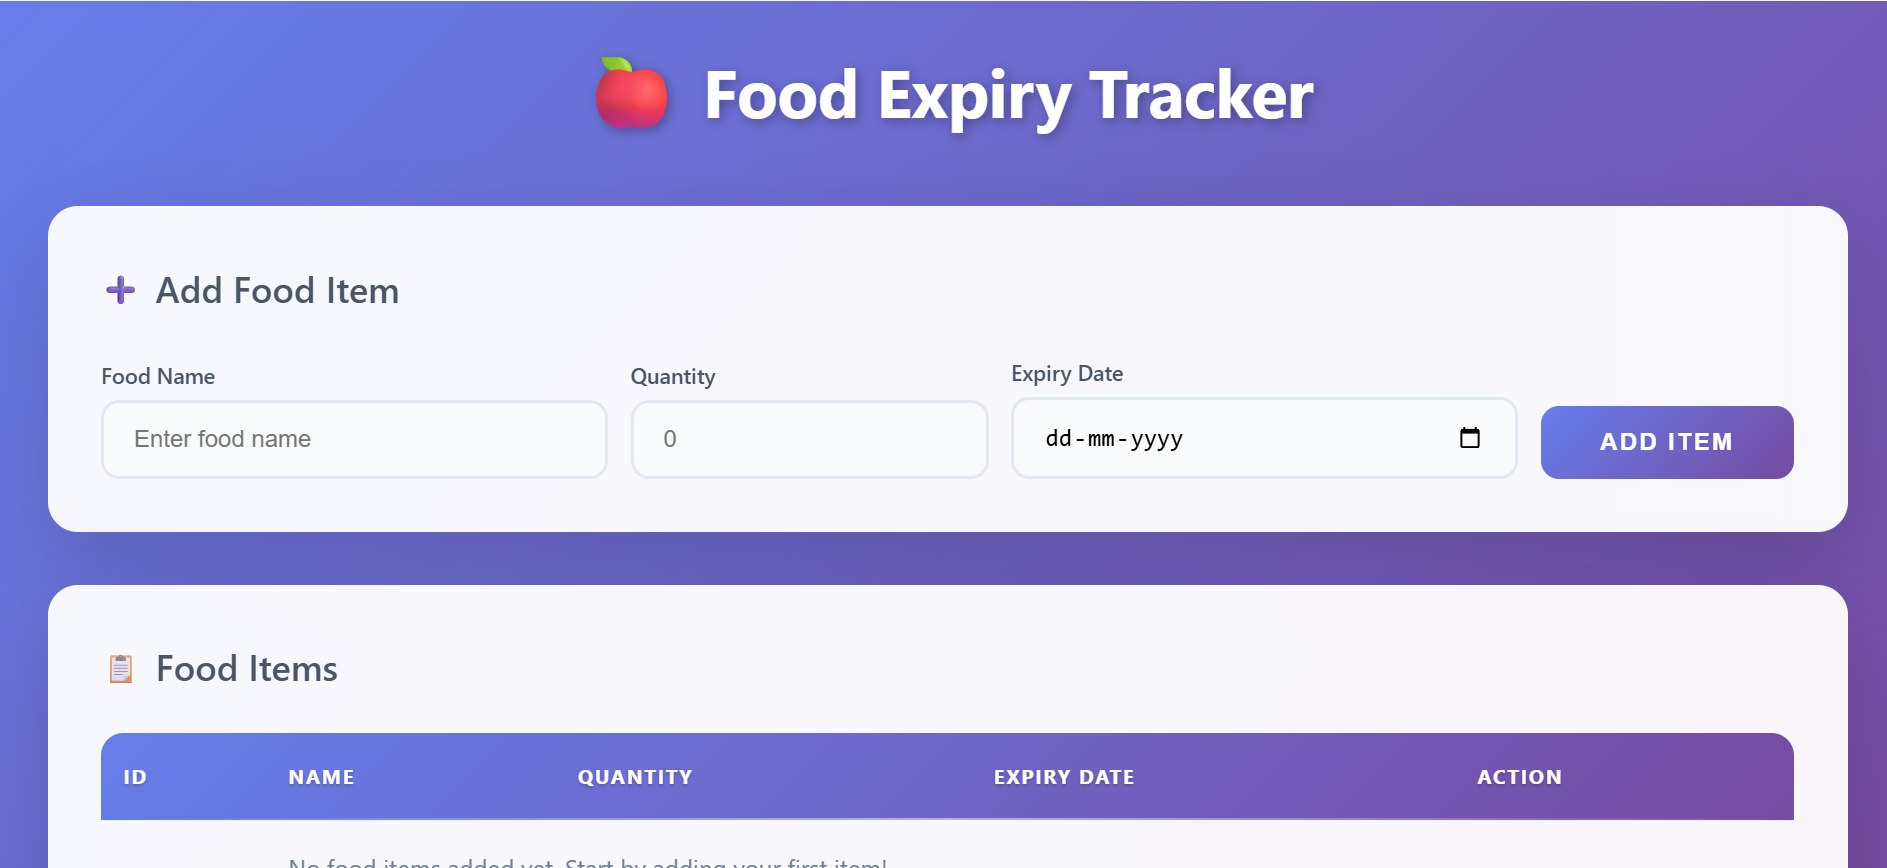 Food Expiry Tracker
Add Food Item
Food Name
Quantity
Expiry Date
Enter food name
0
dd-mm-yyyy
ADD ITEM
Food Items
ID NAME QUANTITY EXPIRY DATE ACTION
No food items added yet. Start by adding your first item!